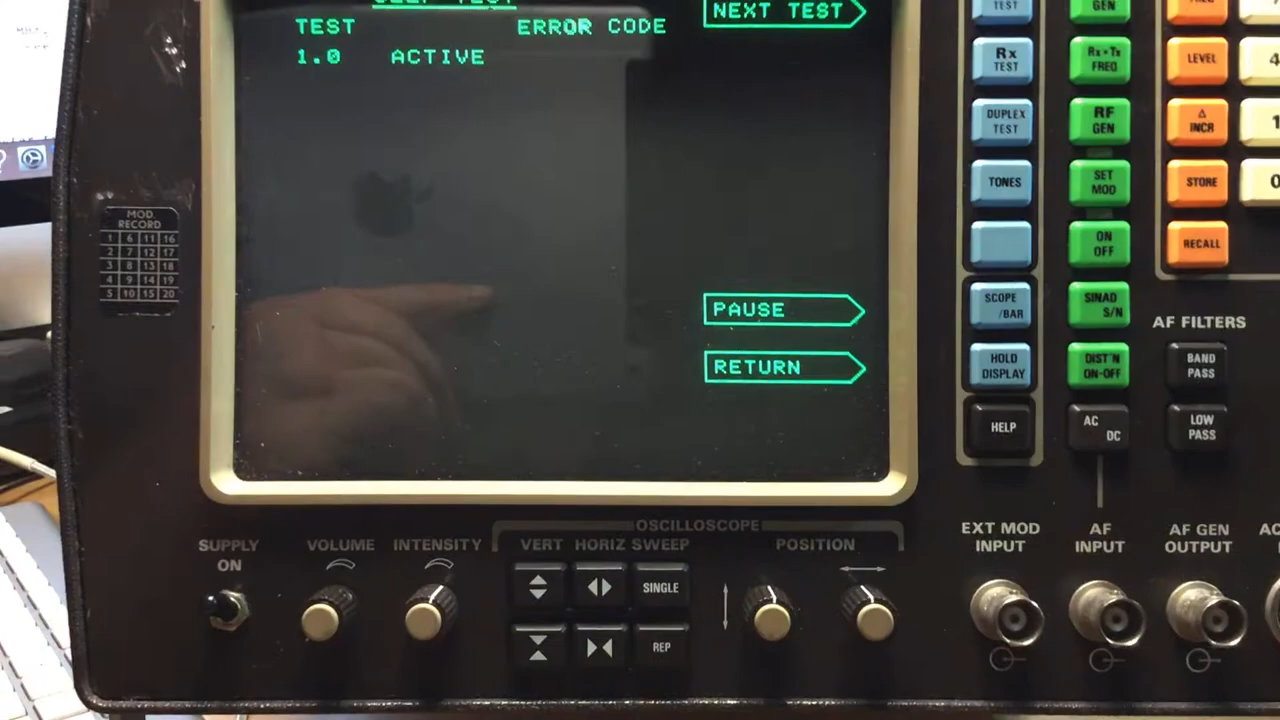 SELF TEST
TEST
ERROR CODE
1.0 ACTIVE
NEXT TEST
PAUSE
RETURN
MOD.
RECORD
1 6 11 16
2 7 12 17
3 8 13 18
4 9 14 19
5 10 15 20
TEST
Rx
TEST
DUPLEX
TEST
TONES
SCOPE
/BAR
HOLD
DISPLAY
HELP
GEN
Rx=Tx
FREQ
RF
GEN
SET
MOD
ON
OFF
SINAD
S/N
DIST'N
ON-OFF
AC
DC
LEVEL
Δ
INCR
STORE
RECALL
4
1
0
AF FILTERS
BAND
PASS
LOW
PASS
SUPPLY
ON
VOLUME
INTENSITY
OSCILLOSCOPE
VERT
HORIZ
SWEEP
POSITION
SINGLE
REP
EXT MOD
INPUT
AF
INPUT
AF GEN
OUTPUT